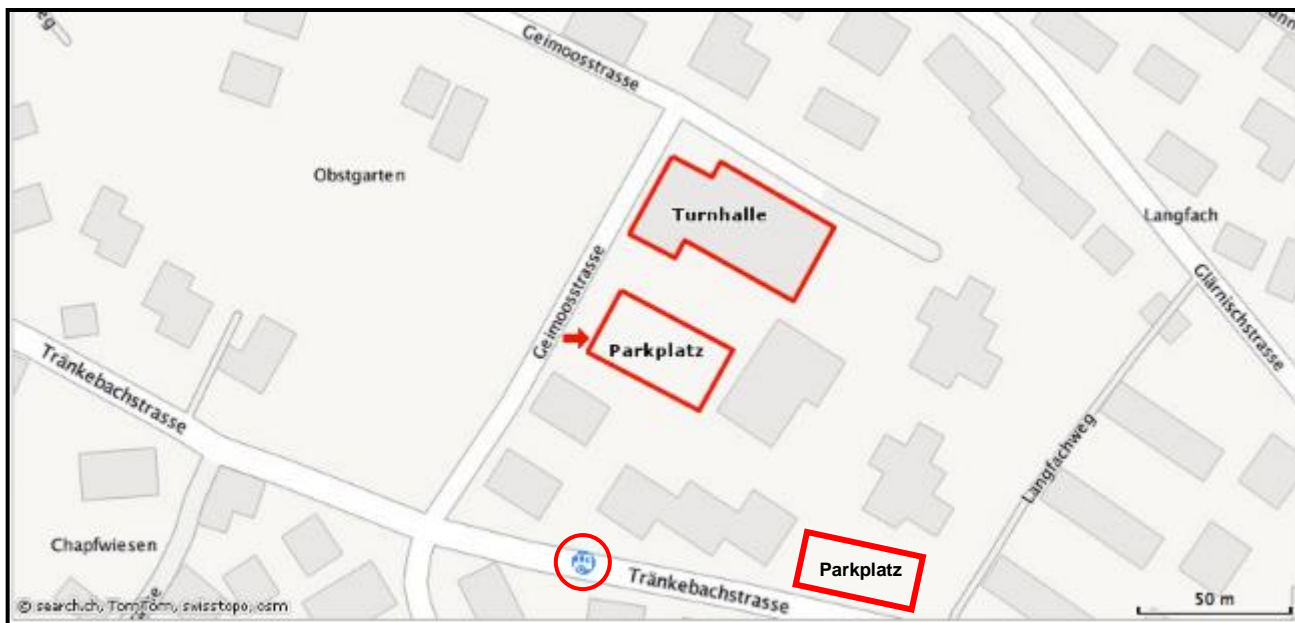 Geimoosstrasse
Obstgarten
Turnhalle
Langfach
Geimoosstrasse
Glärnischstrasse
Parkplatz
Tränkebachstrasse
Langfachweg
Chapfwiesen
Parkplatz
Tränkebachstrasse
© search.ch, TomTom, swisstopo, osm
50 m